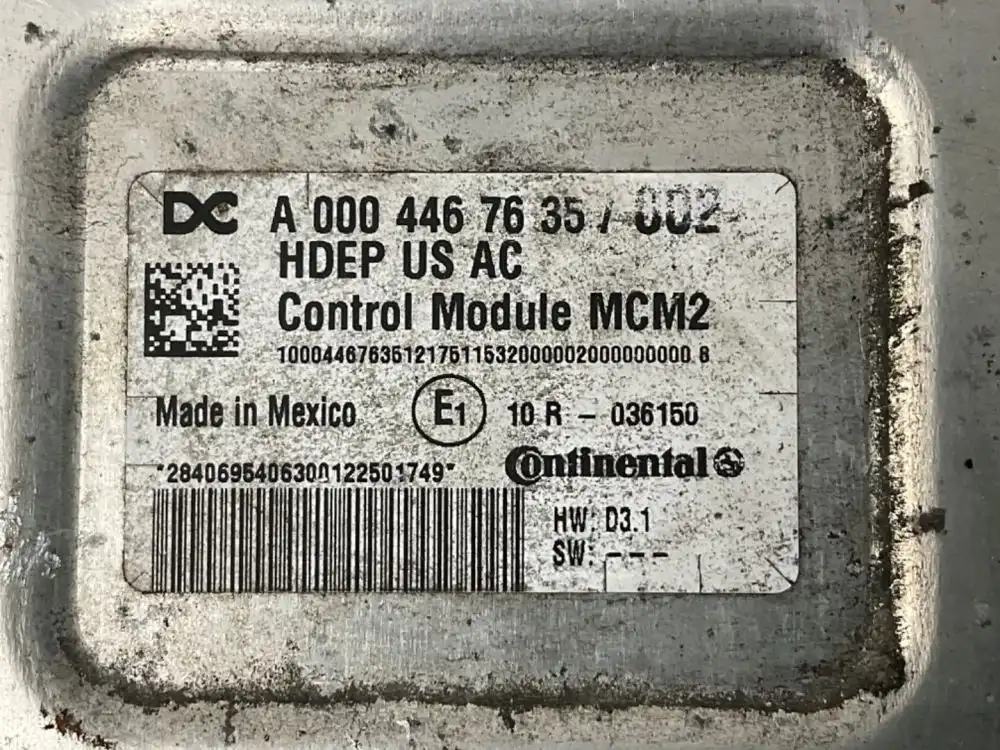 DC A 000 446 76 35 / 002
HDEP US AC
Control Module MCM2
10004467635121751153200000200000000 8
Made in Mexico E1 10 R - 036150
*2840695406300122501749*
Continental
HW: D3.1
SW: ---